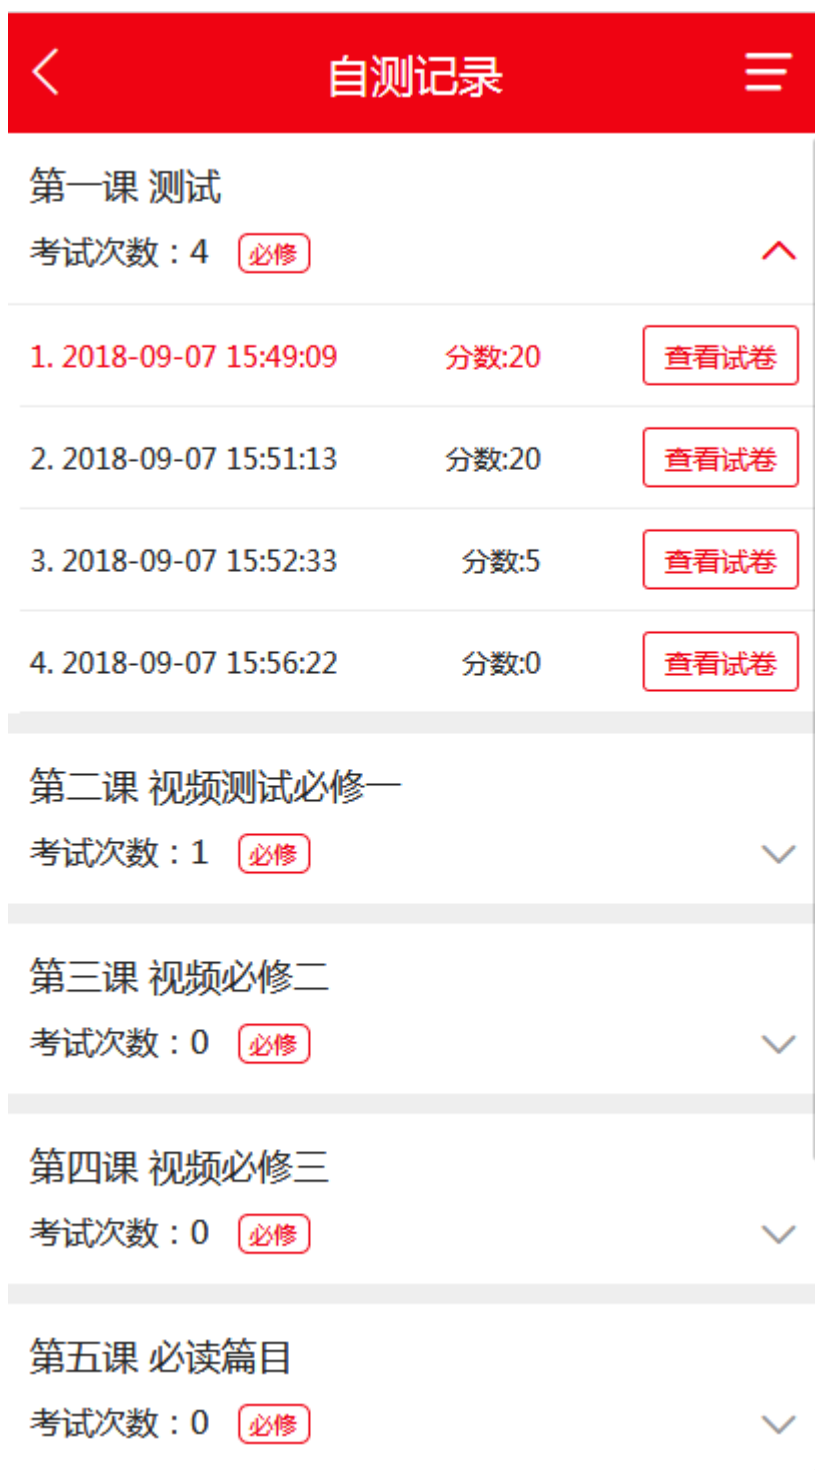 自测记录
第一课 测试
考试次数：4 必修
1. 2018-09-07 15:49:09 分数:20 查看试卷
2. 2018-09-07 15:51:13 分数:20 查看试卷
3. 2018-09-07 15:52:33 分数:5 查看试卷
4. 2018-09-07 15:56:22 分数:0 查看试卷
第二课 视频测试必修一
考试次数：1 必修
第三课 视频必修二
考试次数：0 必修
第四课 视频必修三
考试次数：0 必修
第五课 必读篇目
考试次数：0 必修